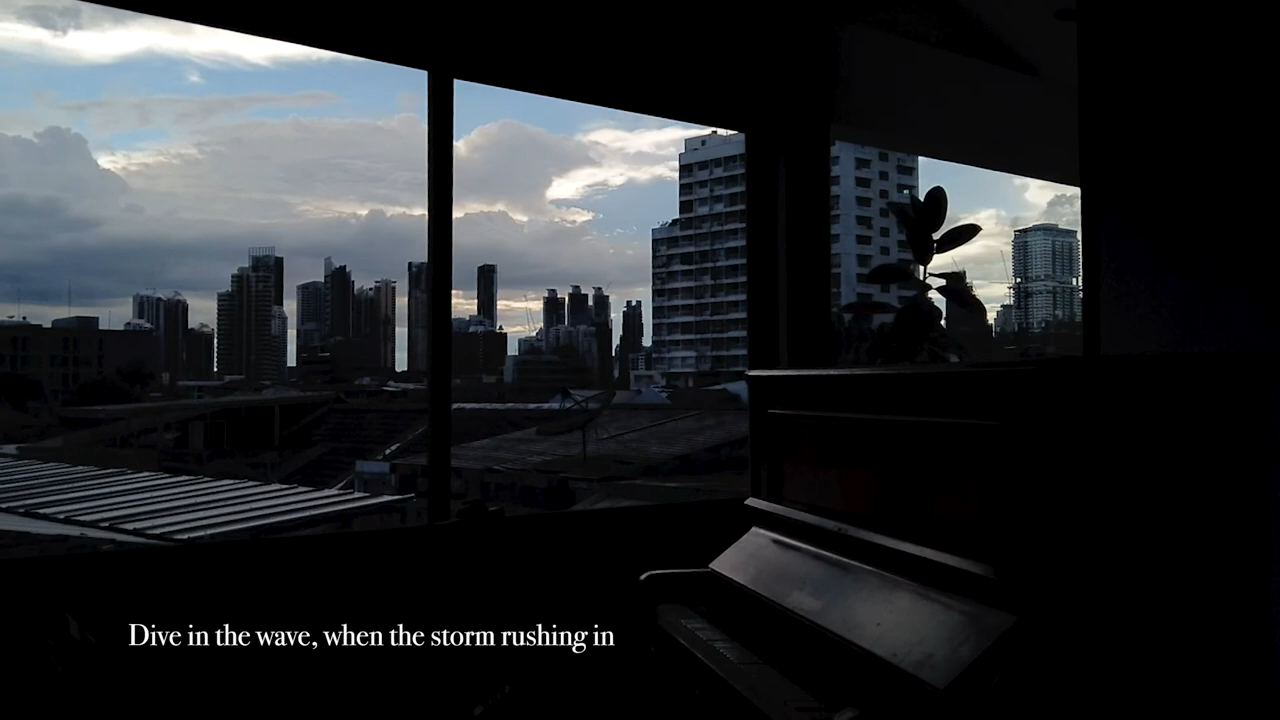 Dive in the wave, when the storm rushing in